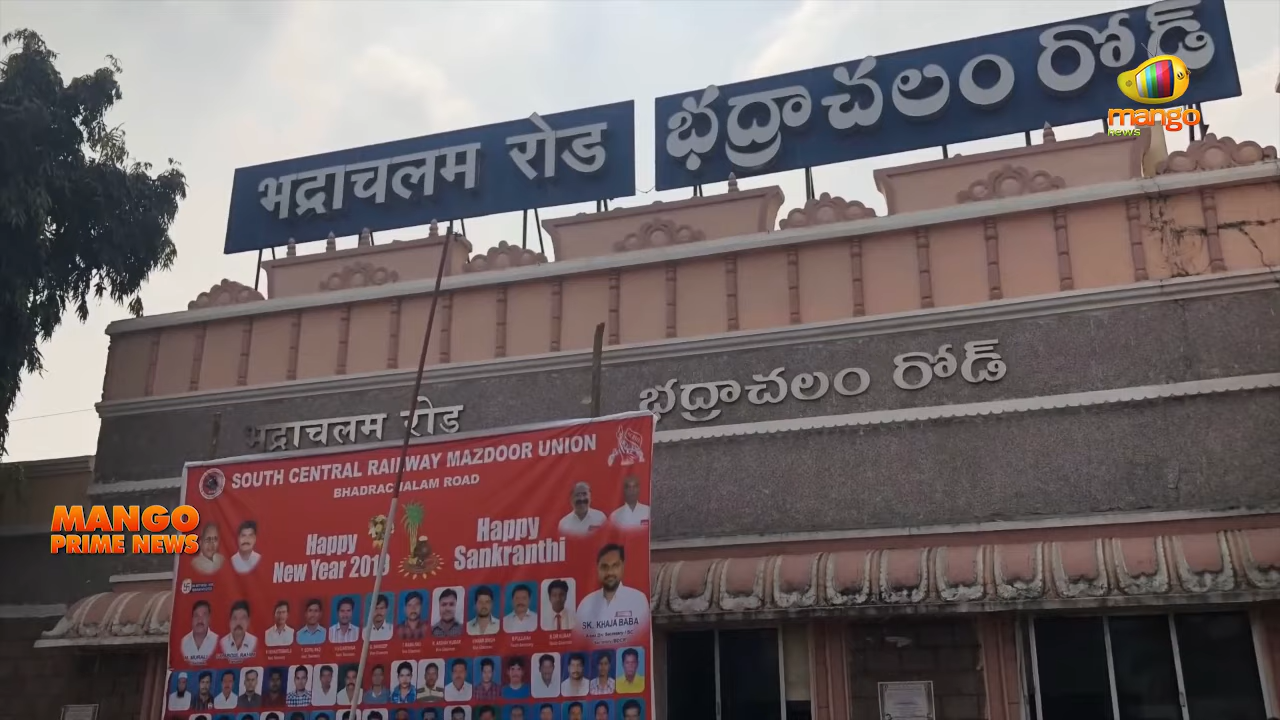 భద్రాచలం రోడ్
भद्राचलम रोड
mango
news
భద్రాచలం రోడ్
भद्राचलम रोड
SOUTH CENTRAL RAILWAY MAZDOOR UNION
BHADRACHALAM ROAD
MANGO
PRIME NEWS
Happy
New Year 2018
Happy
Sankranthi
SK. KHAJA BABA